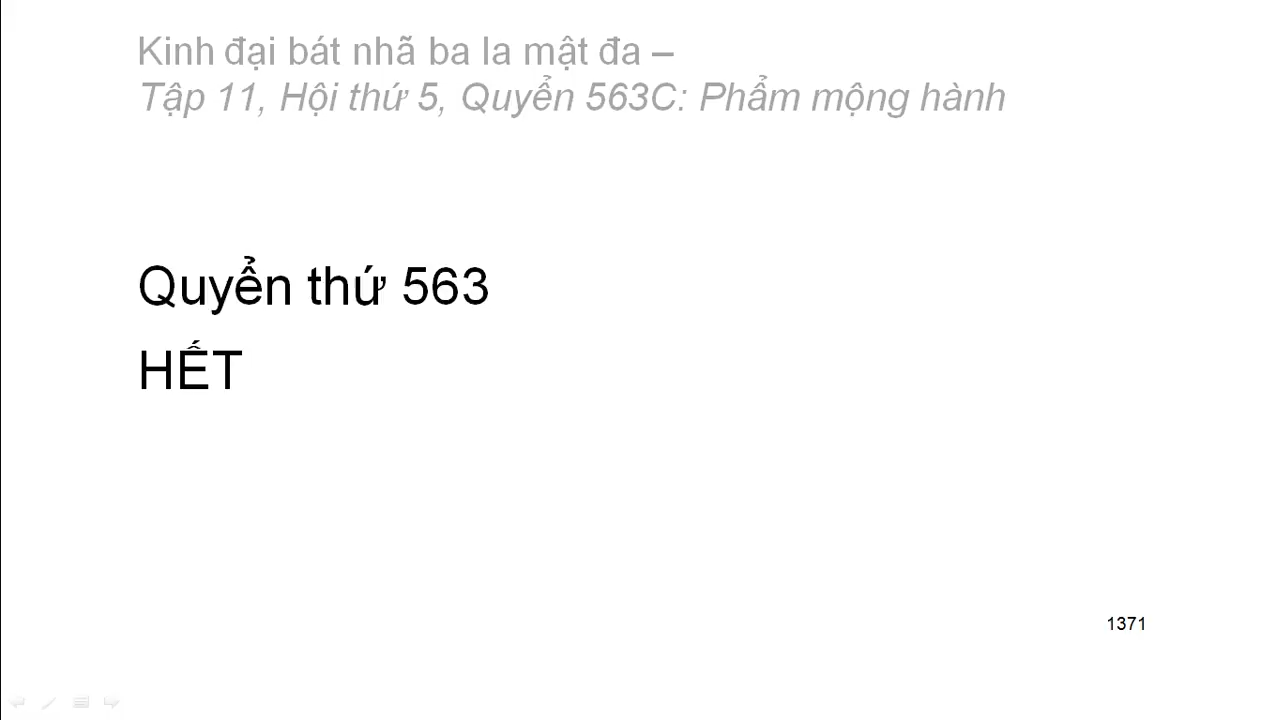 Kinh đại bát nhã ba la mật đa –
Tập 11, Hội thứ 5, Quyển 563C: Phẩm mộng hành
Quyển thứ 563
HẾT
1371